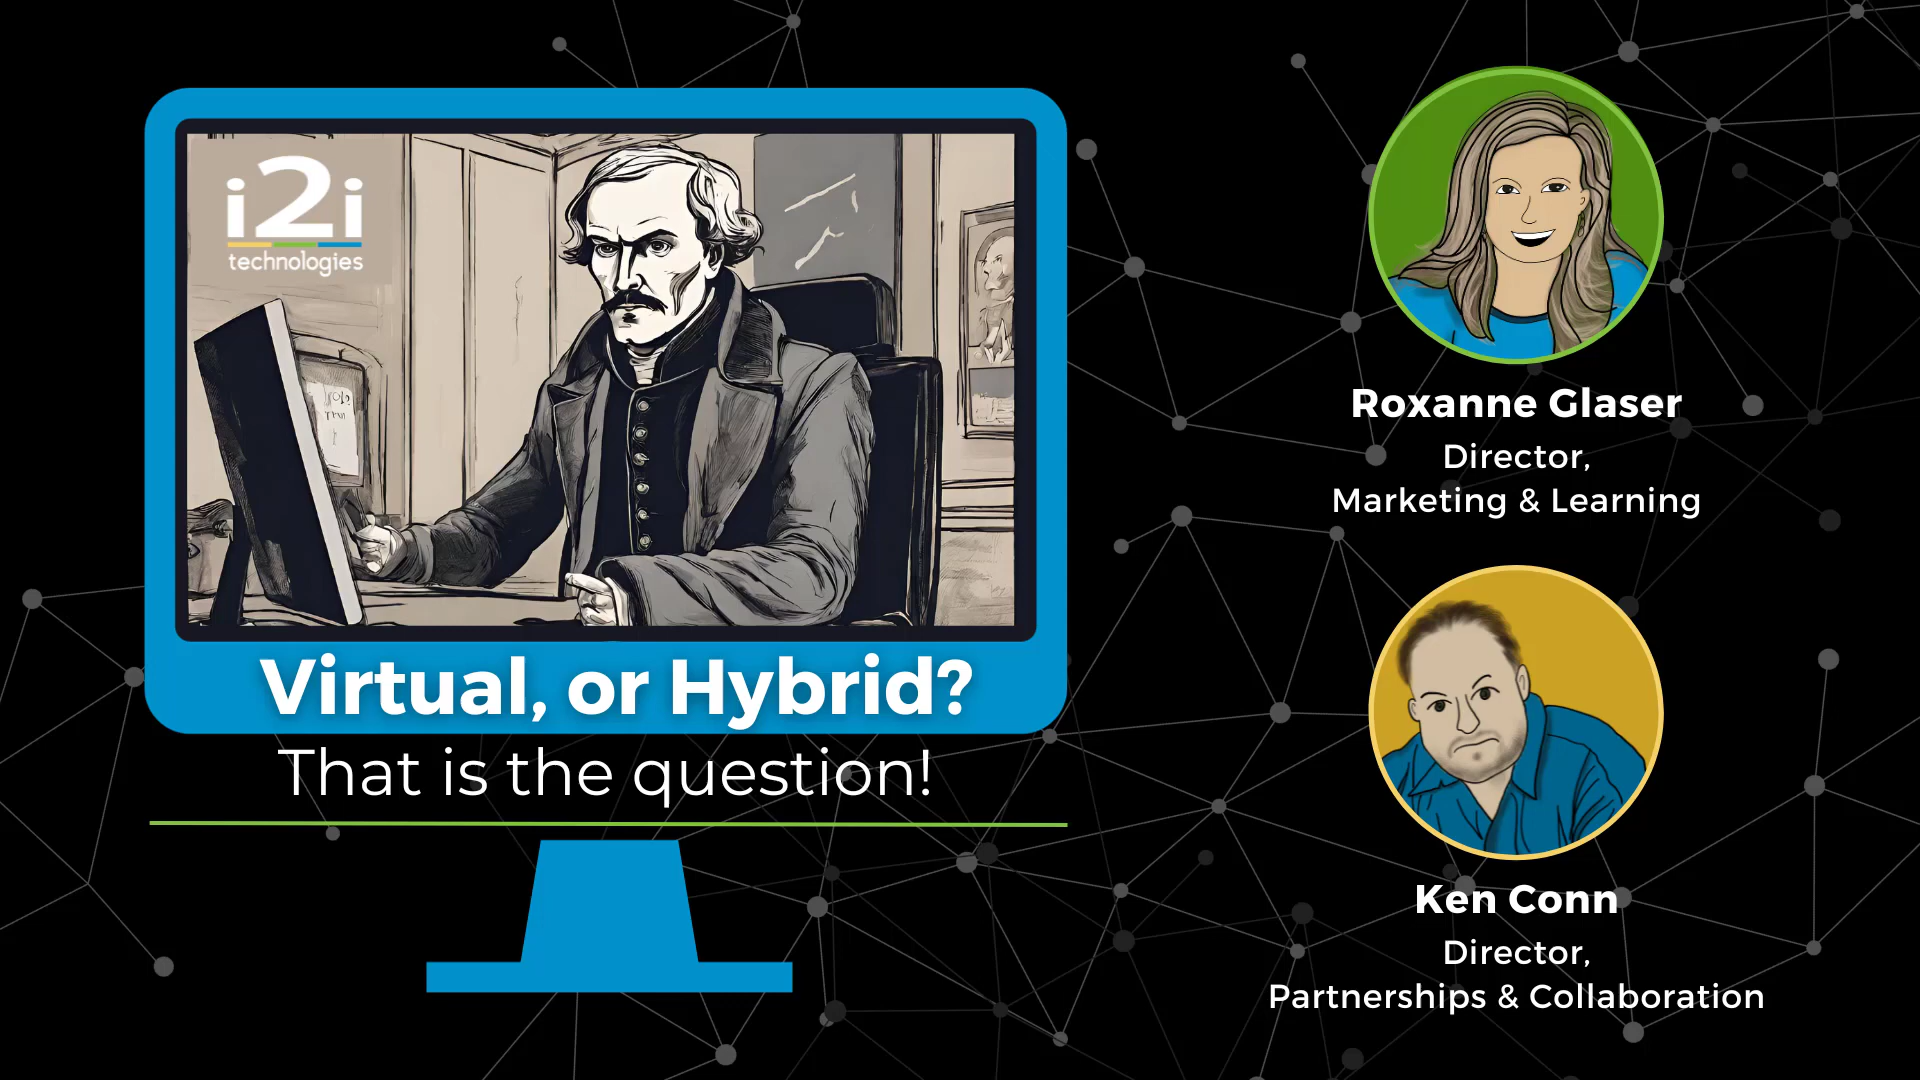 i2i
technologies
Virtual, or Hybrid?
That is the question!
Roxanne Glaser
Director,
Marketing & Learning
Ken Conn
Director,
Partnerships & Collaboration